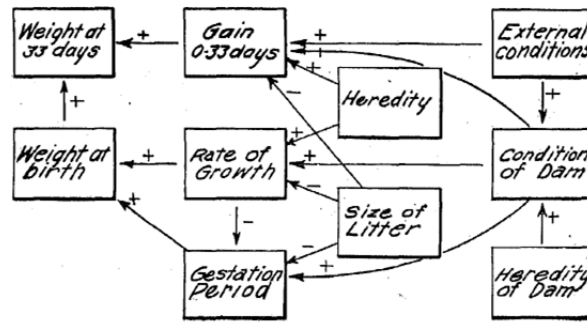 Weight at
33 days
Gain
0-33 days
External
conditions
Heredity
Weight at
birth
Rate of
Growth
Condition
of Dam
Size of
Litter
Gestation
Period
Heredity
of Dam
+
+
+
+
-
+
+
+
+
+
-
-
-
+
+
+